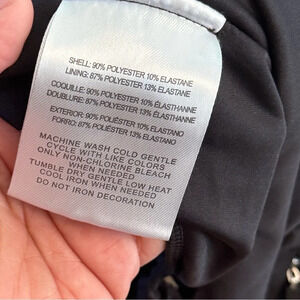 SHELL: 90% POLYESTER 10% ELASTANE
LINING: 87% POLYESTER 13% ELASTANE
COQUILLE: 90% POLYESTER 10% ÉLASTHANNE
DOUBLURE: 87% POLYESTER 13% ÉLASTHANNE
EXTERIOR: 90% POLIÉSTER 10% ELASTANO
FORRO: 87% POLIÉSTER 13% ELASTANO
MACHINE WASH COLD GENTLE
CYCLE WITH LIKE COLORS
ONLY NON-CHLORINE BLEACH
WHEN NEEDED
TUMBLE DRY GENTLE LOW HEAT
COOL IRON WHEN NEEDED
DO NOT IRON DECORATION